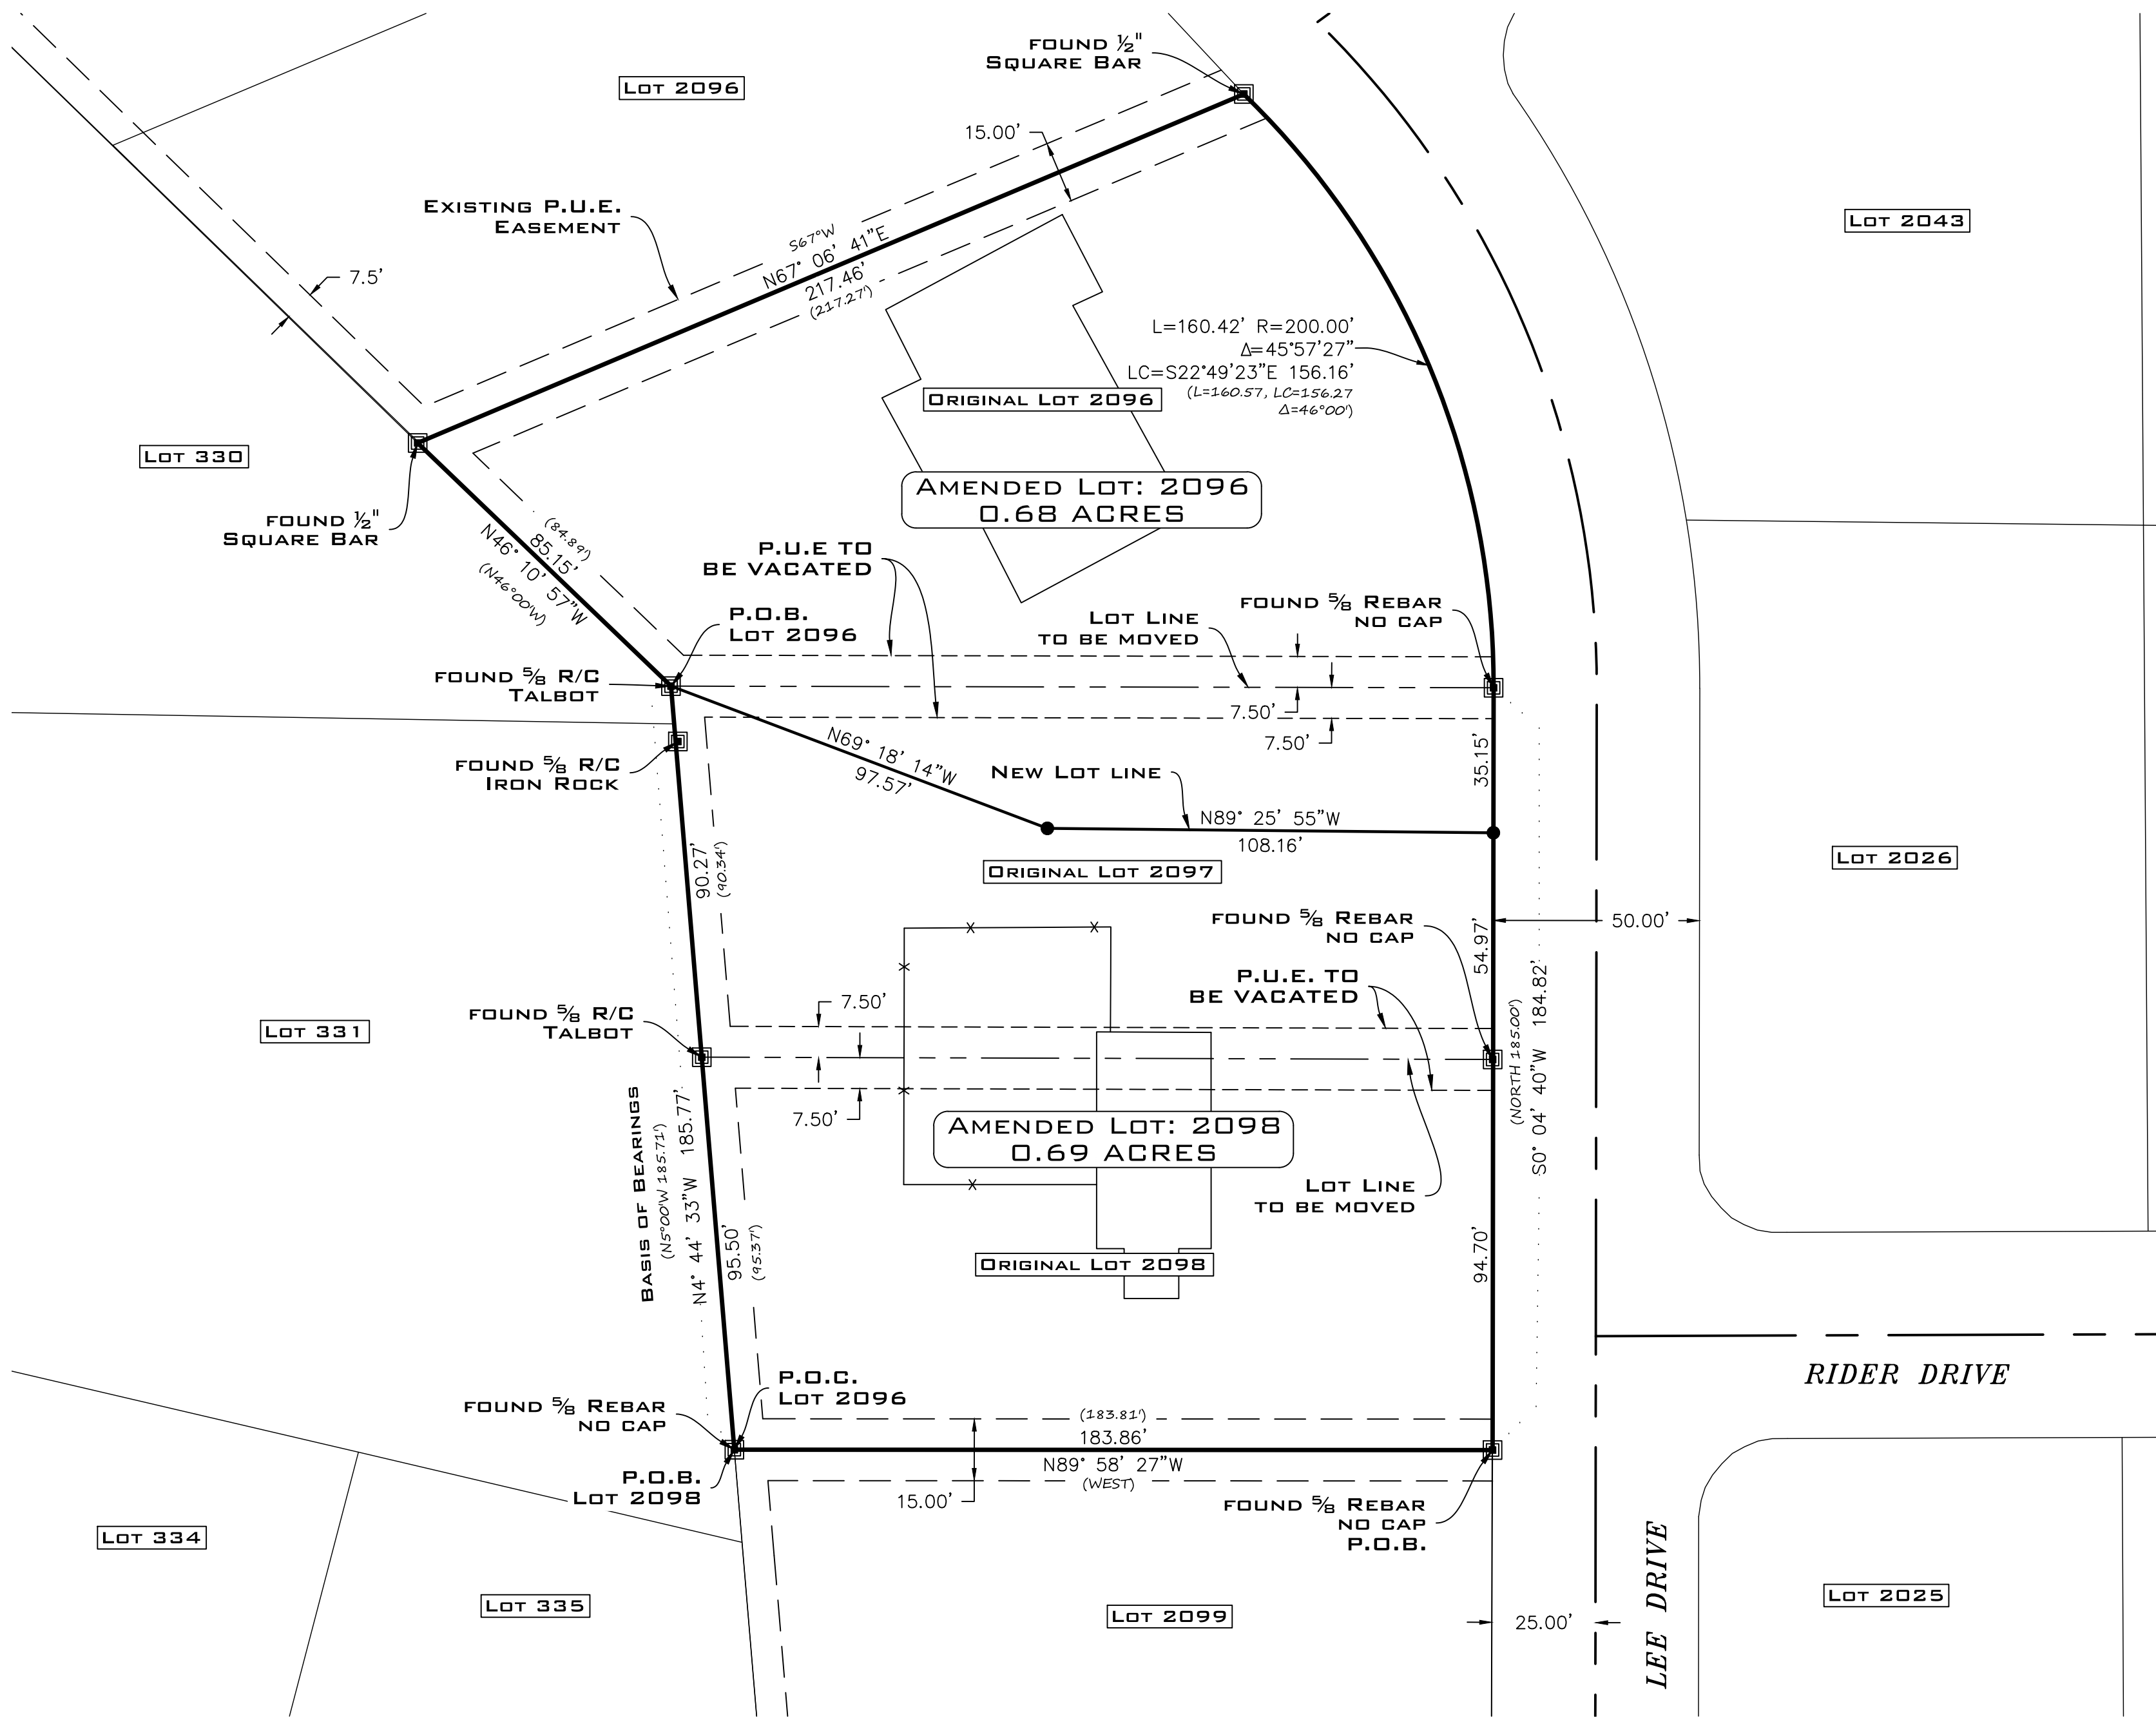 FOUND ½"
SQUARE BAR
LOT 2096
15.00'
LOT 2043
EXISTING P.U.E.
EASEMENT
S67°W
N67° 06' 41"E
217.46'
(217.27')
7.5'
L=160.42' R=200.00'
Δ=45°57'27"
LC=S22°49'23"E 156.16'
(L=160.57, LC=156.27
Δ=46°00')
ORIGINAL LOT 2096
LOT 330
AMENDED LOT: 2096
0.68 ACRES
FOUND ½"
SQUARE BAR
(84.89')
85.15'
N46° 10' 57"W
(N46°00'W)
P.U.E TO
BE VACATED
P.O.B.
LOT 2096
LOT LINE
TO BE MOVED
FOUND ⅝ REBAR
NO CAP
FOUND ⅝ R/C
TALBOT
7.50'
7.50'
FOUND ⅝ R/C
IRON ROCK
N69° 18' 14"W
97.57'
NEW LOT LINE
35.15'
N89° 25' 55"W
108.16'
ORIGINAL LOT 2097
LOT 2026
90.27'
(90.34')
FOUND ⅝ REBAR
NO CAP
54.97'
50.00'
P.U.E. TO
BE VACATED
7.50'
FOUND ⅝ R/C
TALBOT
LOT 331
(NORTH 185.00')
S0° 04' 40"W 184.82'
7.50'
AMENDED LOT: 2098
0.69 ACRES
BASIS OF BEARINGS
(N5°00'W 185.71')
N4° 44' 33"W 185.77'
95.50'
(95.37')
LOT LINE
TO BE MOVED
94.70'
ORIGINAL LOT 2098
RIDER DRIVE
P.O.C.
LOT 2096
FOUND ⅝ REBAR
NO CAP
(183.81')
183.86'
N89° 58' 27"W
(WEST)
P.O.B.
LOT 2098
15.00'
FOUND ⅝ REBAR
NO CAP
P.O.B.
LOT 334
LOT 335
LOT 2099
25.00'
LEE DRIVE
LOT 2025